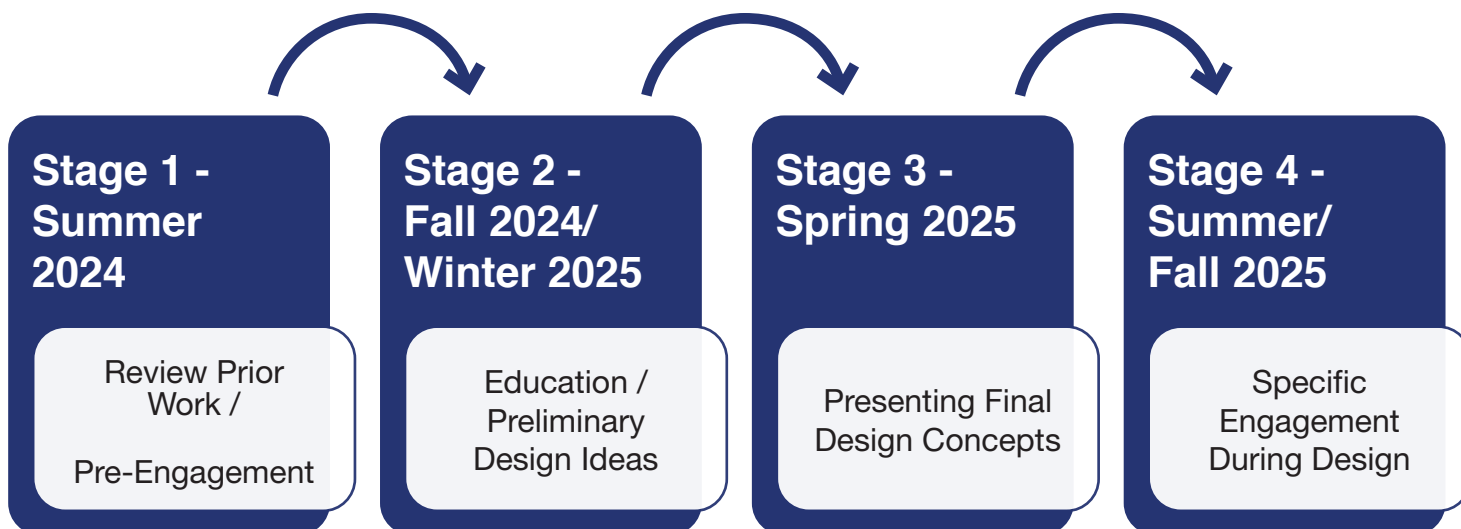 Stage 1 -
Summer
2024
Review Prior
Work /
Pre-Engagement
Stage 2 -
Fall 2024/
Winter 2025
Education /
Preliminary
Design Ideas
Stage 3 -
Spring 2025
Presenting Final
Design Concepts
Stage 4 -
Summer/
Fall 2025
Specific
Engagement
During Design